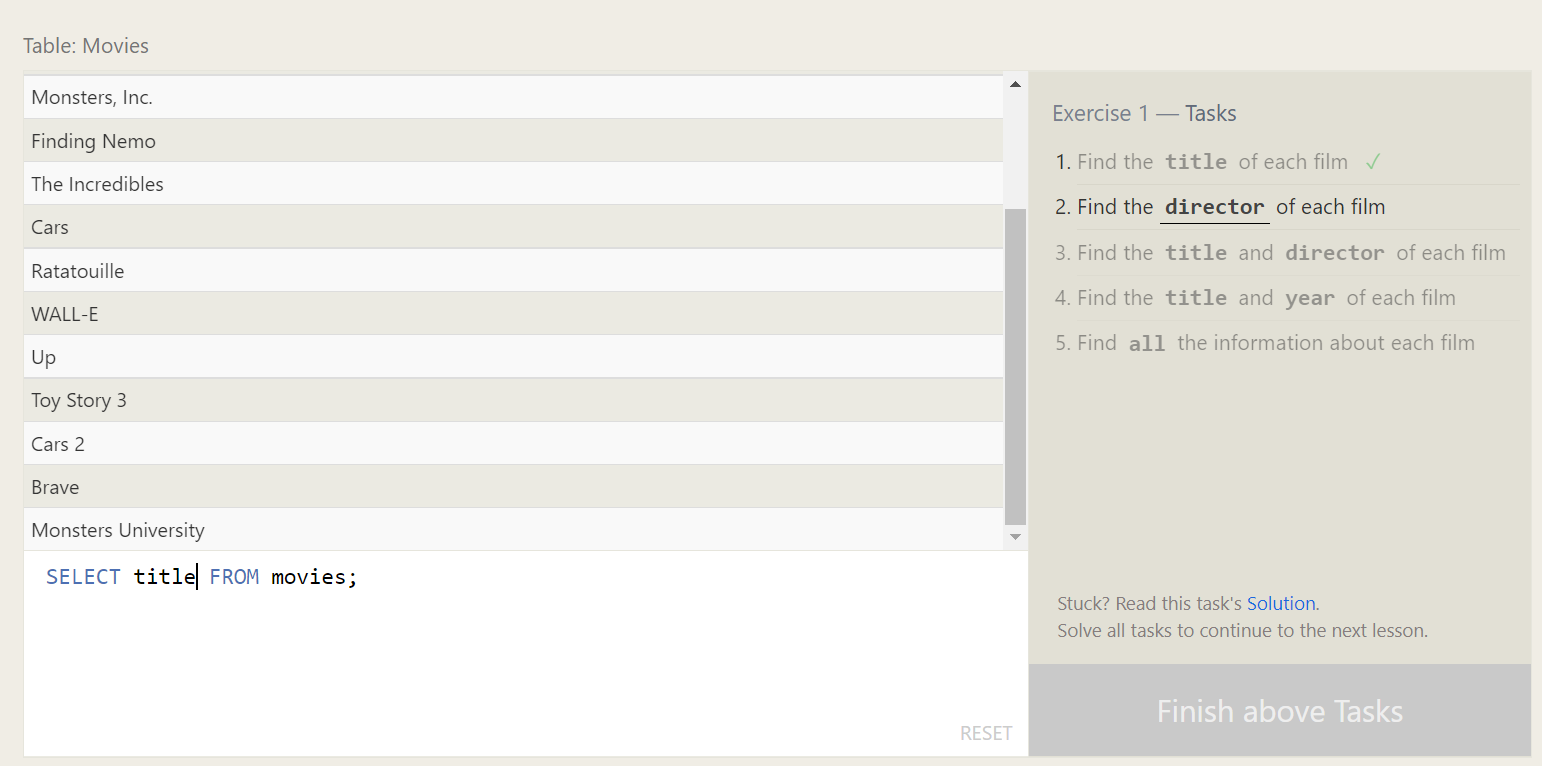 Table: Movies
Monsters, Inc.
Finding Nemo
The Incredibles
Cars
Ratatouille
WALL-E
Up
Toy Story 3
Cars 2
Brave
Monsters University
SELECT title FROM movies;
RESET
Exercise 1 — Tasks
1. Find the title of each film ✓
2. Find the director of each film
3. Find the title and director of each film
4. Find the title and year of each film
5. Find all the information about each film
Stuck? Read this task's Solution.
Solve all tasks to continue to the next lesson.
Finish above Tasks